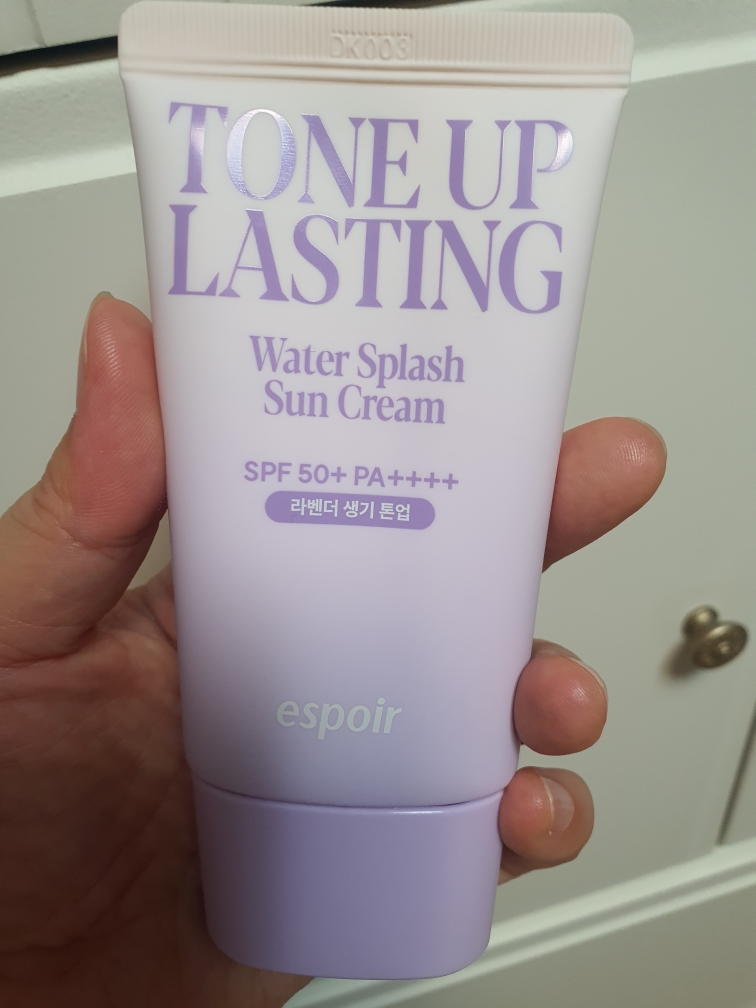 DK003
TONE UP
LASTING
Water Splash
Sun Cream
SPF 50+ PA++++
라벤더 생기 톤업
espoir